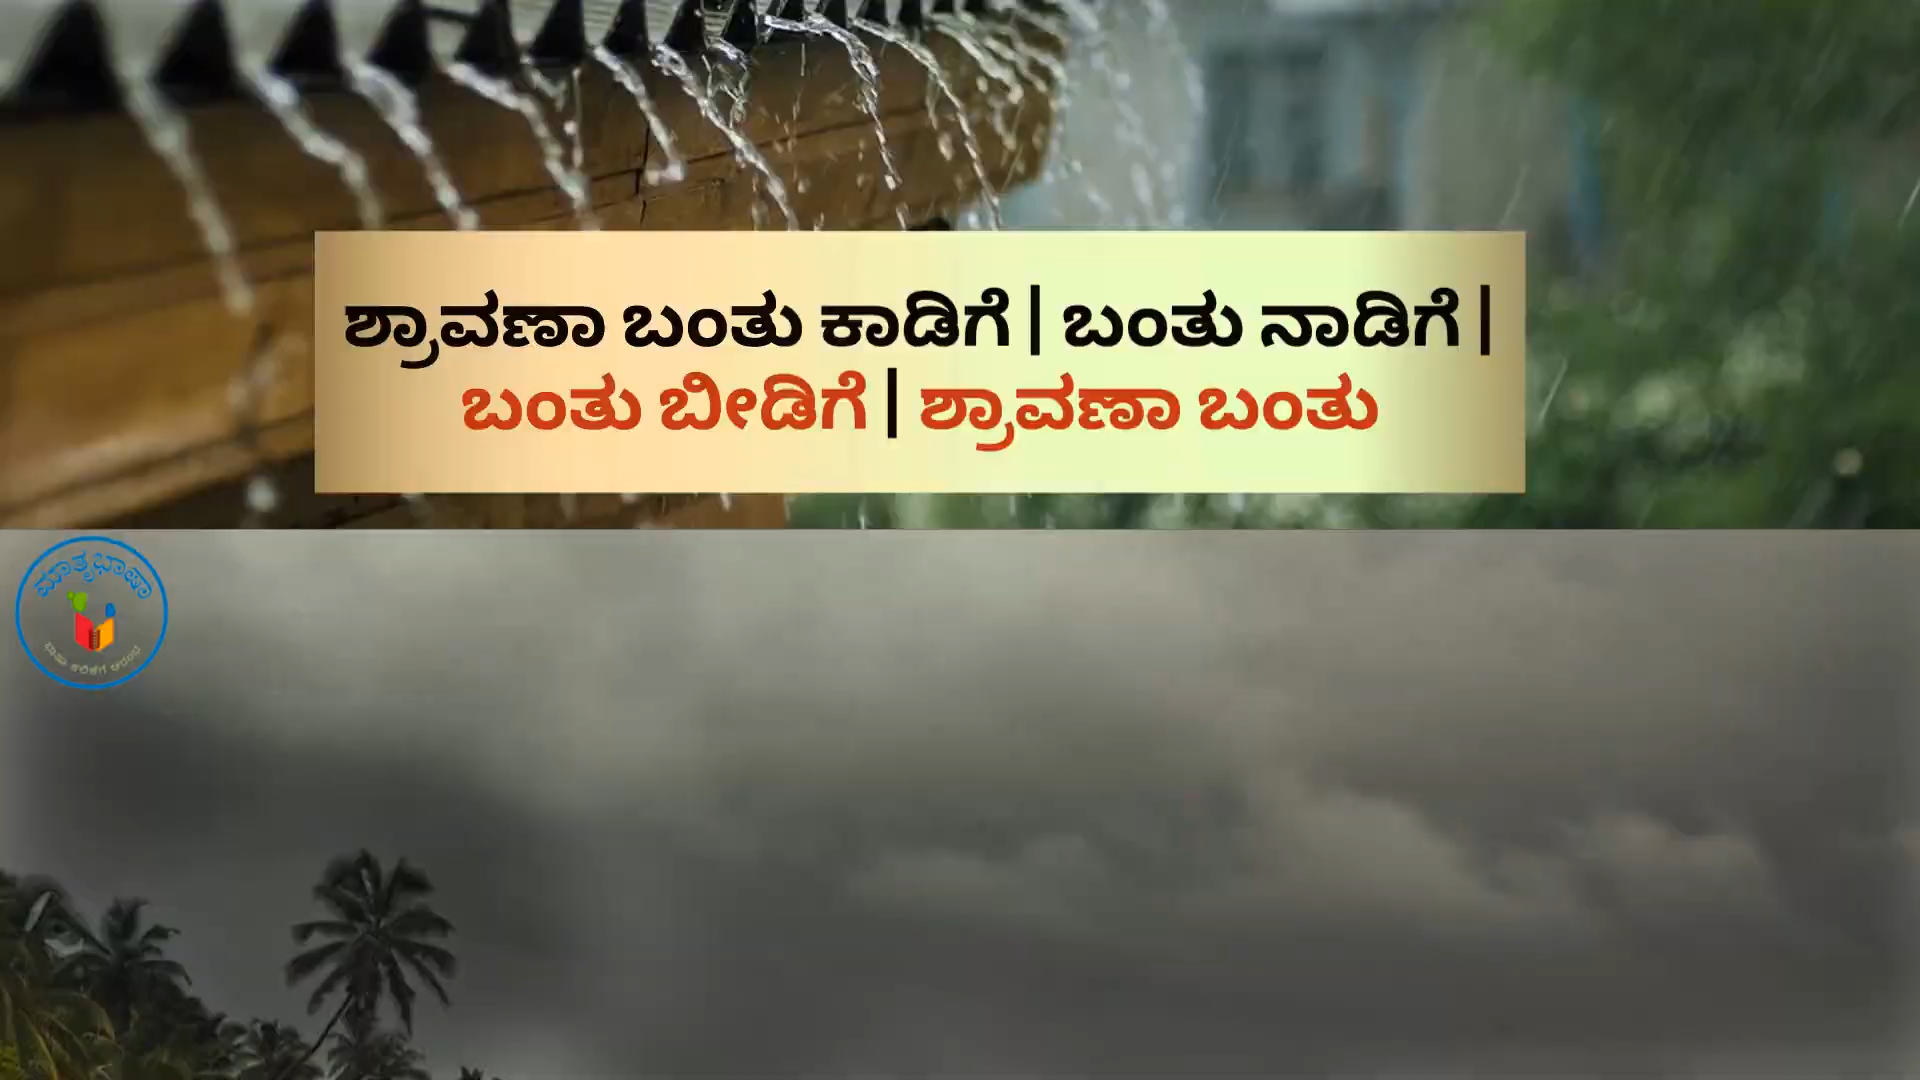 ಶ್ರಾವಣಾ ಬಂತು ಕಾಡಿಗೆ | ಬಂತು ನಾಡಿಗೆ |
ಬಂತು ಬೀಡಿಗೆ | ಶ್ರಾವಣಾ ಬಂತು
ಮಾತೃಭಾಷಾ